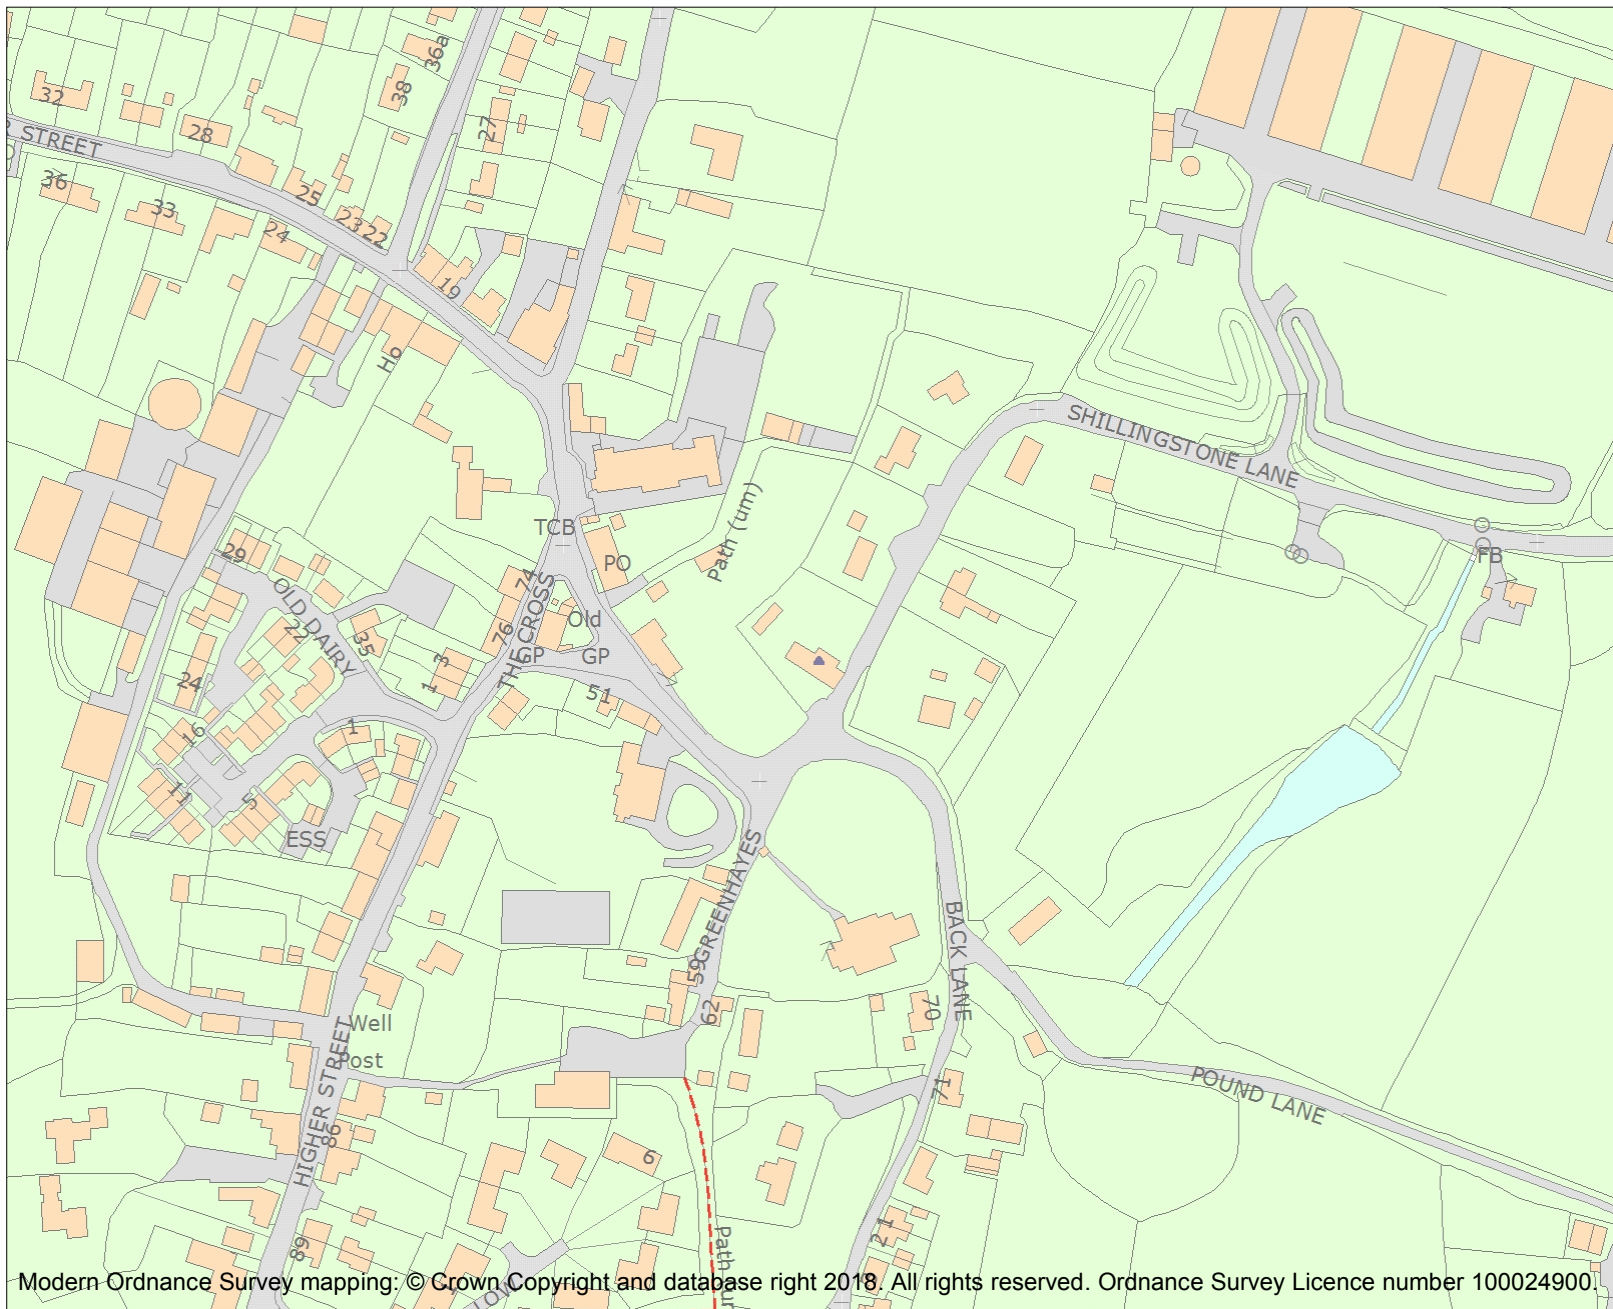 36a
38
32
28
27
R STREET
36
33
25
23
22
24
19
Ho
SHILLINGSTONE LANE
Path (um)
TCB
PO
FB
29
OLD DAIRY
74
THE CROSS
Old
22
35
76
GP
GP
3
1
24
51
16
1
11
5
ESS
GREENHAYES
BACK LANE
59
62
70
Well
Post
HIGHER STREET
71
POUND LANE
86
6
21
89
Path
LOW
Modern Ordnance Survey mapping: © Crown Copyright and database right 2018. All rights reserved. Ordnance Survey Licence number 100024900.